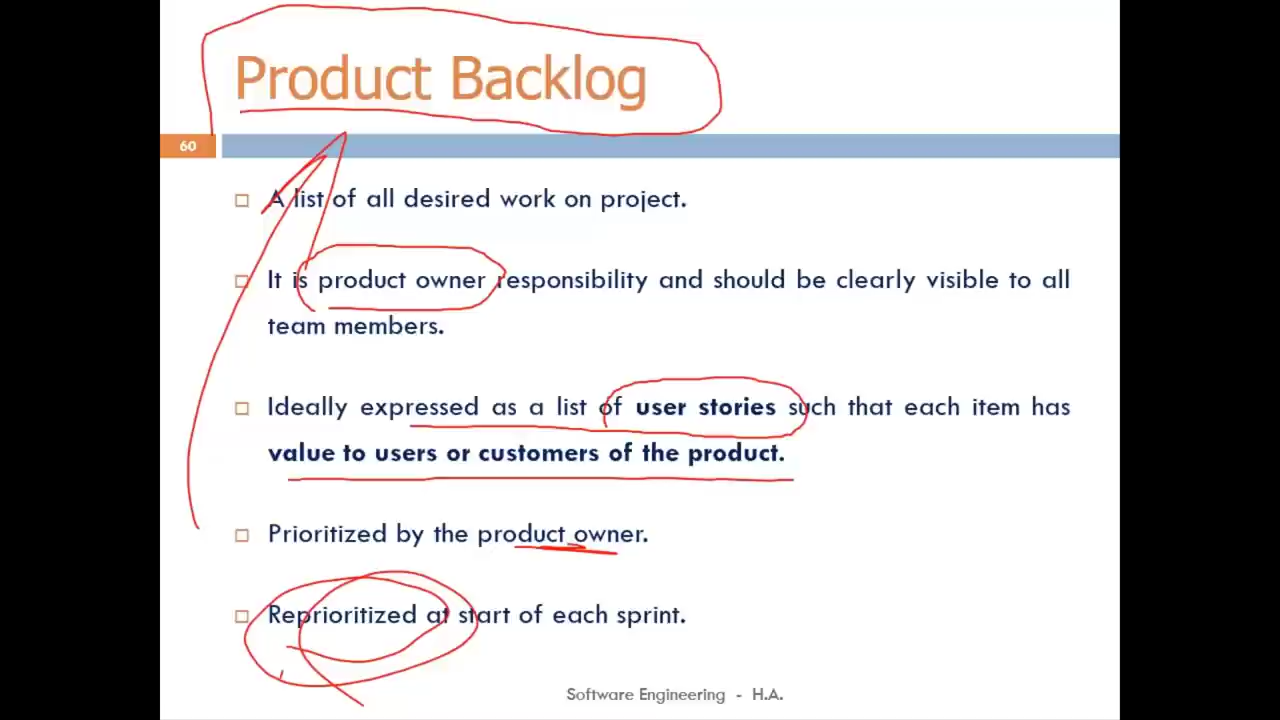 Product Backlog
60
A list of all desired work on project.
It is product owner responsibility and should be clearly visible to all
team members.
Ideally expressed as a list of user stories such that each item has
value to users or customers of the product.
Prioritized by the product owner.
Reprioritized at start of each sprint.
Software Engineering - H.A.